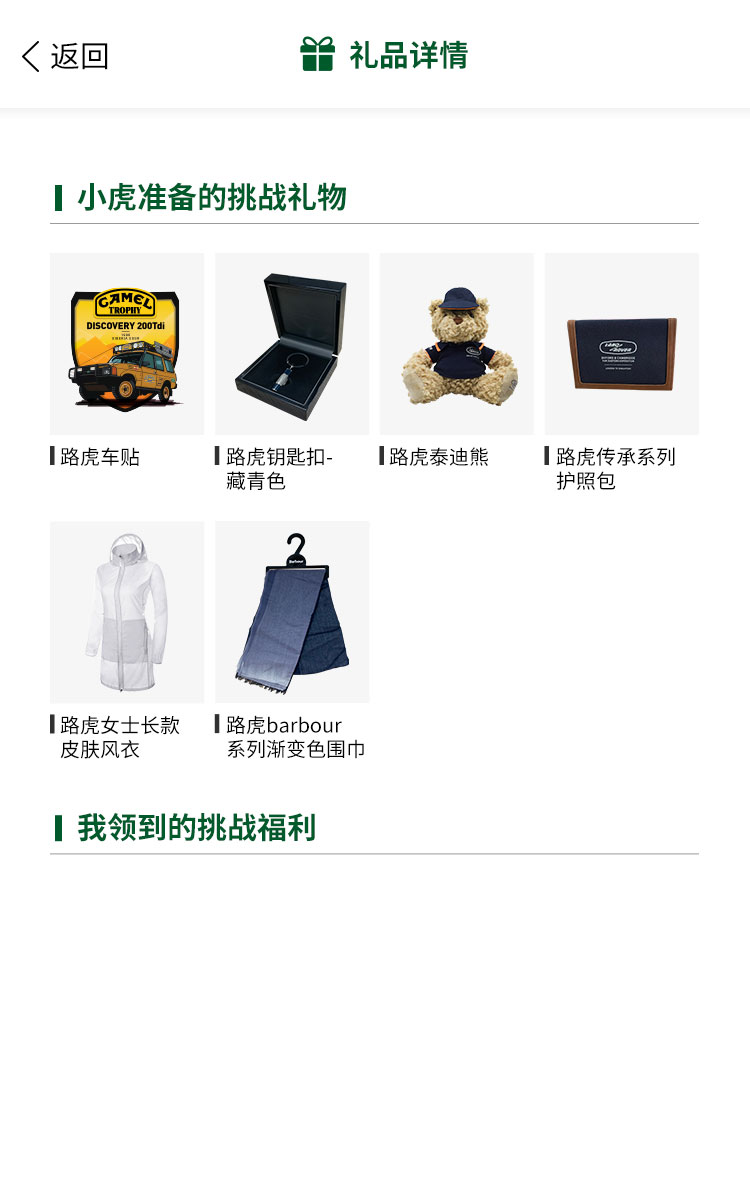 返回
礼品详情
小虎准备的挑战礼物
CAMEL
TROPHY
DISCOVERY 200Tdi
路虎车贴
路虎钥匙扣-
藏青色
路虎泰迪熊
LAND
ROVER
路虎传承系列
护照包
Barbour
路虎女士长款
皮肤风衣
路虎barbour
系列渐变色围巾
我领到的挑战福利